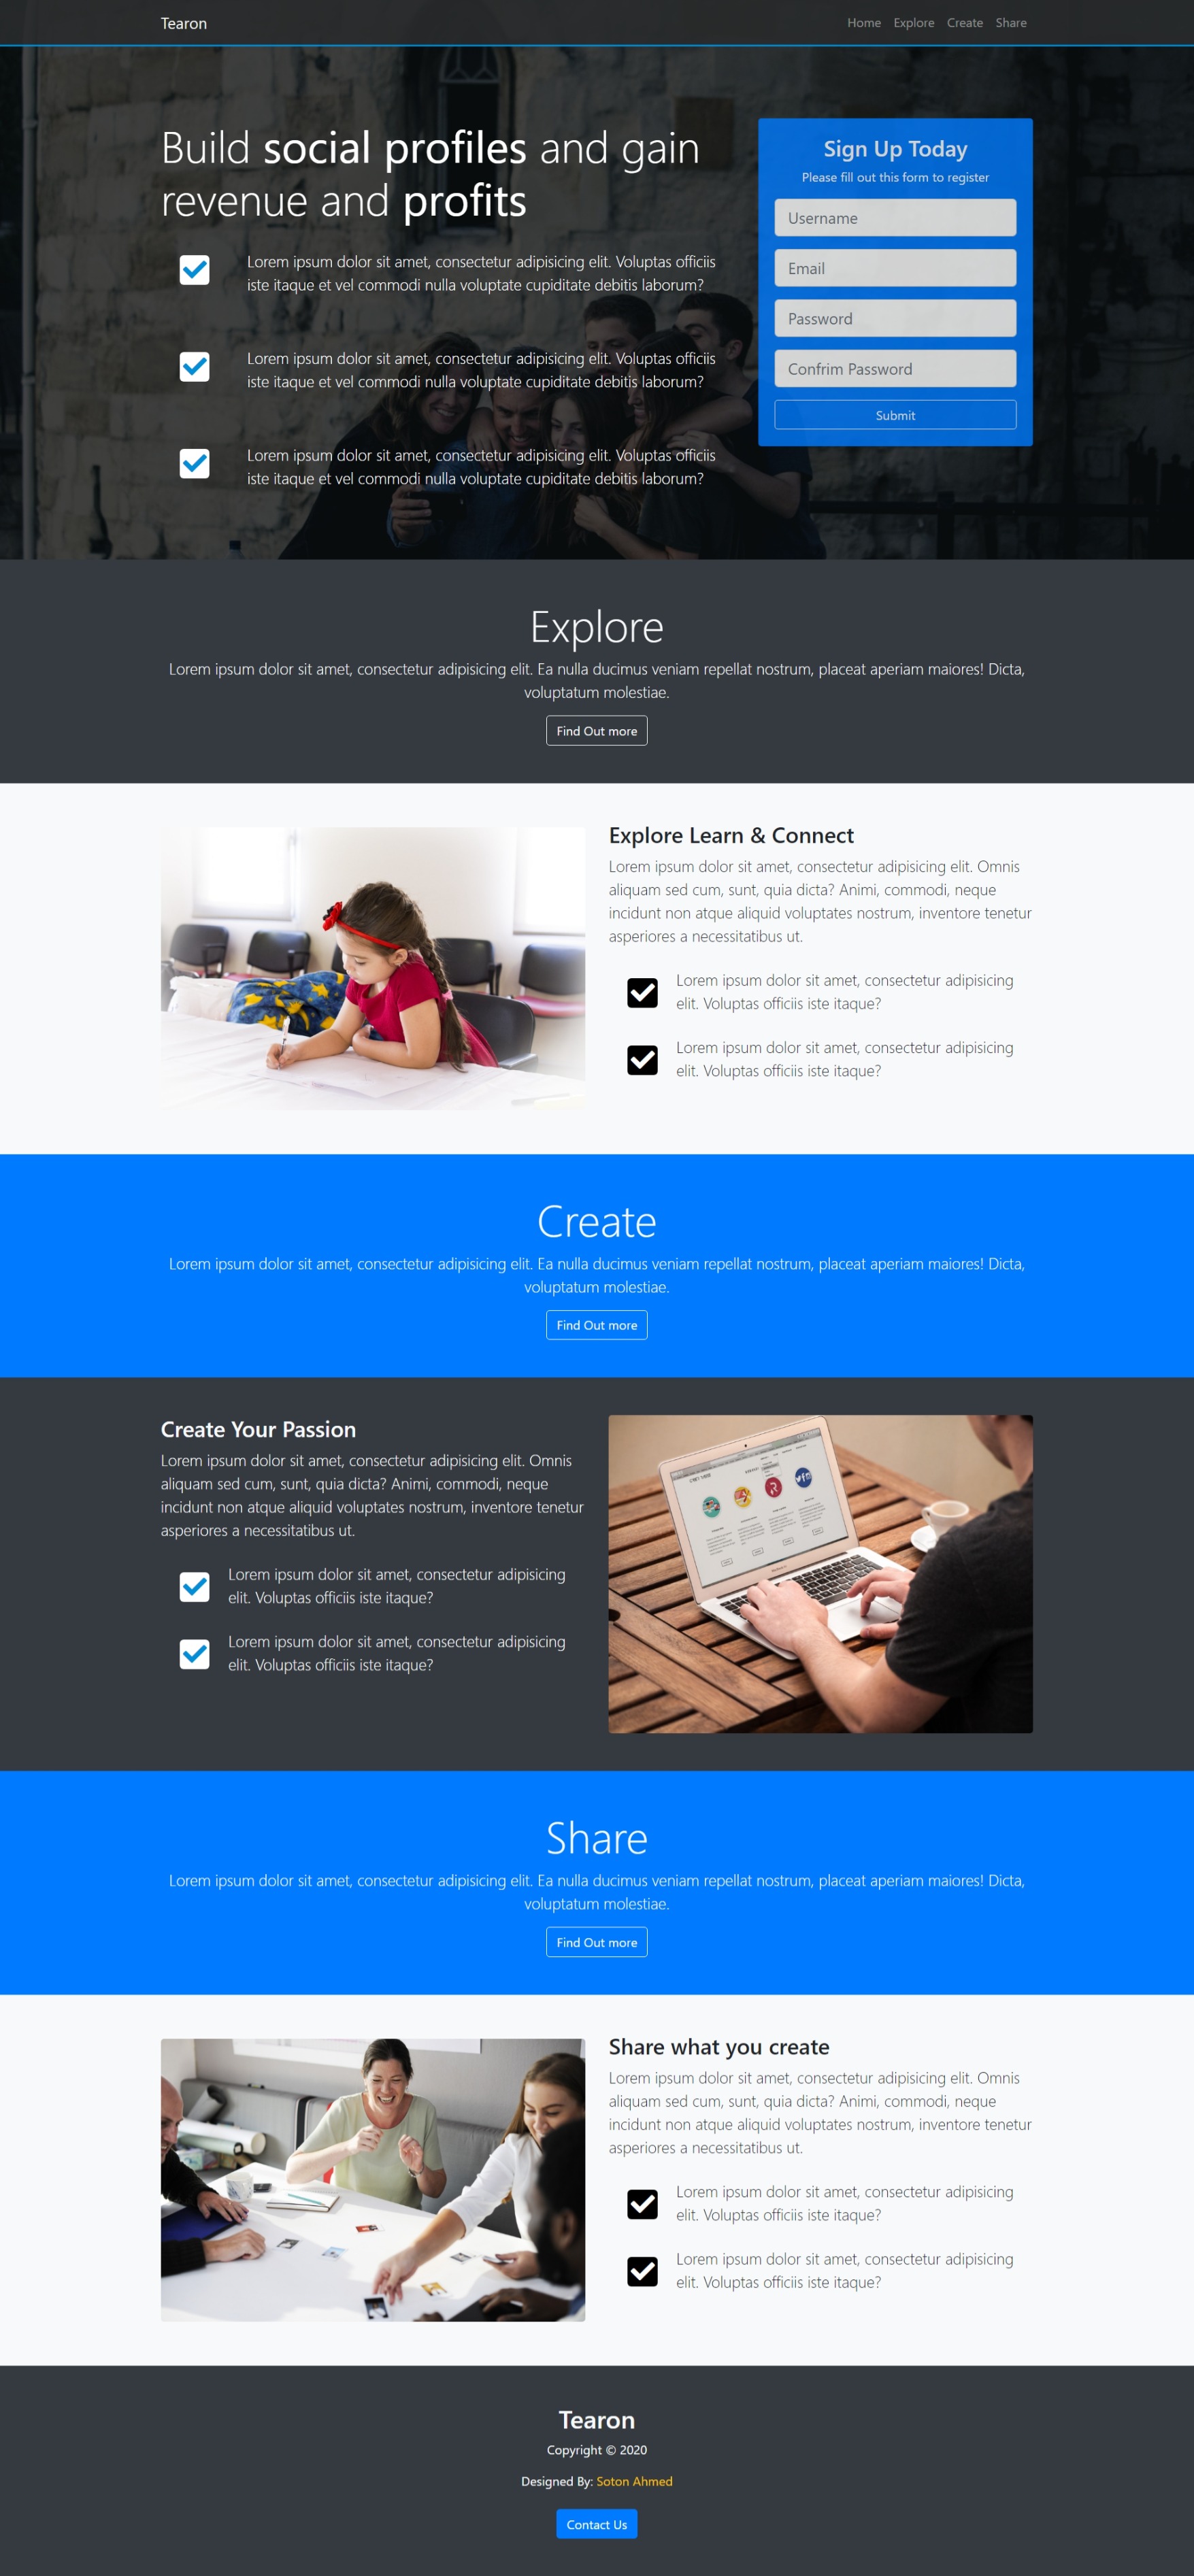 Tearon
Home Explore Create Share
Build social profiles and gain
revenue and profits
Lorem ipsum dolor sit amet, consectetur adipisicing elit. Voluptas officiis
iste itaque et vel commodi nulla voluptate cupiditate debitis laborum?
Lorem ipsum dolor sit amet, consectetur adipisicing elit. Voluptas officiis
iste itaque et vel commodi nulla voluptate cupiditate debitis laborum?
Lorem ipsum dolor sit amet, consectetur adipisicing elit. Voluptas officiis
iste itaque et vel commodi nulla voluptate cupiditate debitis laborum?
Sign Up Today
Please fill out this form to register
Username
Email
Password
Confrim Password
Submit
Explore
Lorem ipsum dolor sit amet, consectetur adipisicing elit. Ea nulla ducimus veniam repellat nostrum, placeat aperiam maiores! Dicta,
voluptatum molestiae.
Find Out more
Explore Learn & Connect
Lorem ipsum dolor sit amet, consectetur adipisicing elit. Omnis
aliquam sed cum, sunt, quia dicta? Animi, commodi, neque
incidunt non atque aliquid voluptates nostrum, inventore tenetur
asperiores a necessitatibus ut.
Lorem ipsum dolor sit amet, consectetur adipisicing
elit. Voluptas officiis iste itaque?
Lorem ipsum dolor sit amet, consectetur adipisicing
elit. Voluptas officiis iste itaque?
Create
Lorem ipsum dolor sit amet, consectetur adipisicing elit. Ea nulla ducimus veniam repellat nostrum, placeat aperiam maiores! Dicta,
voluptatum molestiae.
Find Out more
Create Your Passion
Lorem ipsum dolor sit amet, consectetur adipisicing elit. Omnis
aliquam sed cum, sunt, quia dicta? Animi, commodi, neque
incidunt non atque aliquid voluptates nostrum, inventore tenetur
asperiores a necessitatibus ut.
Lorem ipsum dolor sit amet, consectetur adipisicing
elit. Voluptas officiis iste itaque?
Lorem ipsum dolor sit amet, consectetur adipisicing
elit. Voluptas officiis iste itaque?
Share
Lorem ipsum dolor sit amet, consectetur adipisicing elit. Ea nulla ducimus veniam repellat nostrum, placeat aperiam maiores! Dicta,
voluptatum molestiae.
Find Out more
Share what you create
Lorem ipsum dolor sit amet, consectetur adipisicing elit. Omnis
aliquam sed cum, sunt, quia dicta? Animi, commodi, neque
incidunt non atque aliquid voluptates nostrum, inventore tenetur
asperiores a necessitatibus ut.
Lorem ipsum dolor sit amet, consectetur adipisicing
elit. Voluptas officiis iste itaque?
Lorem ipsum dolor sit amet, consectetur adipisicing
elit. Voluptas officiis iste itaque?
Tearon
Copyright © 2020
Designed By: Soton Ahmed
Contact Us